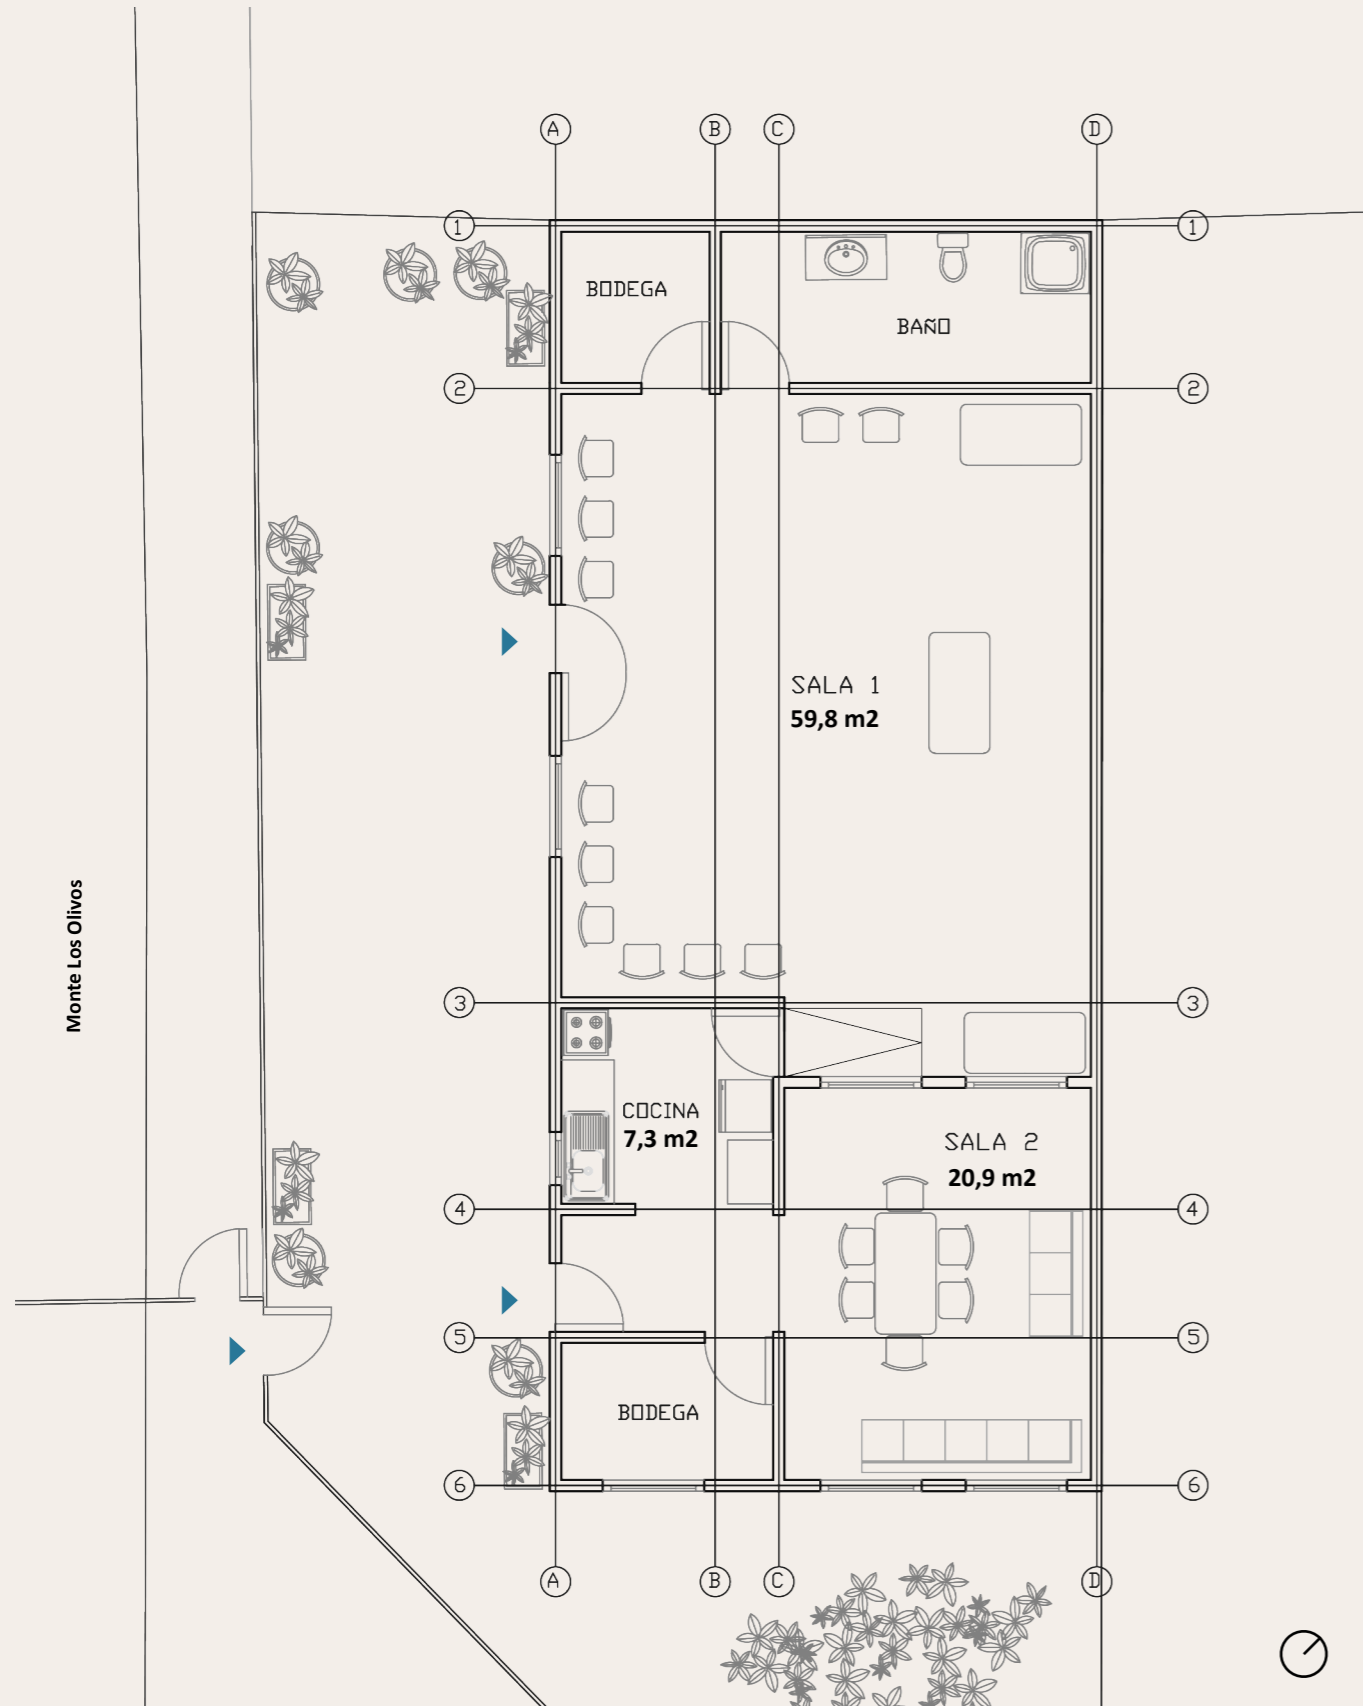 A B C D
1 1
BODEGA
BAÑO
2 2
SALA 1
59,8 m2
Monte Los Olivos
3 3
COCINA
7,3 m2
SALA 2
20,9 m2
4 4
5 5
BODEGA
6 6
A B C D